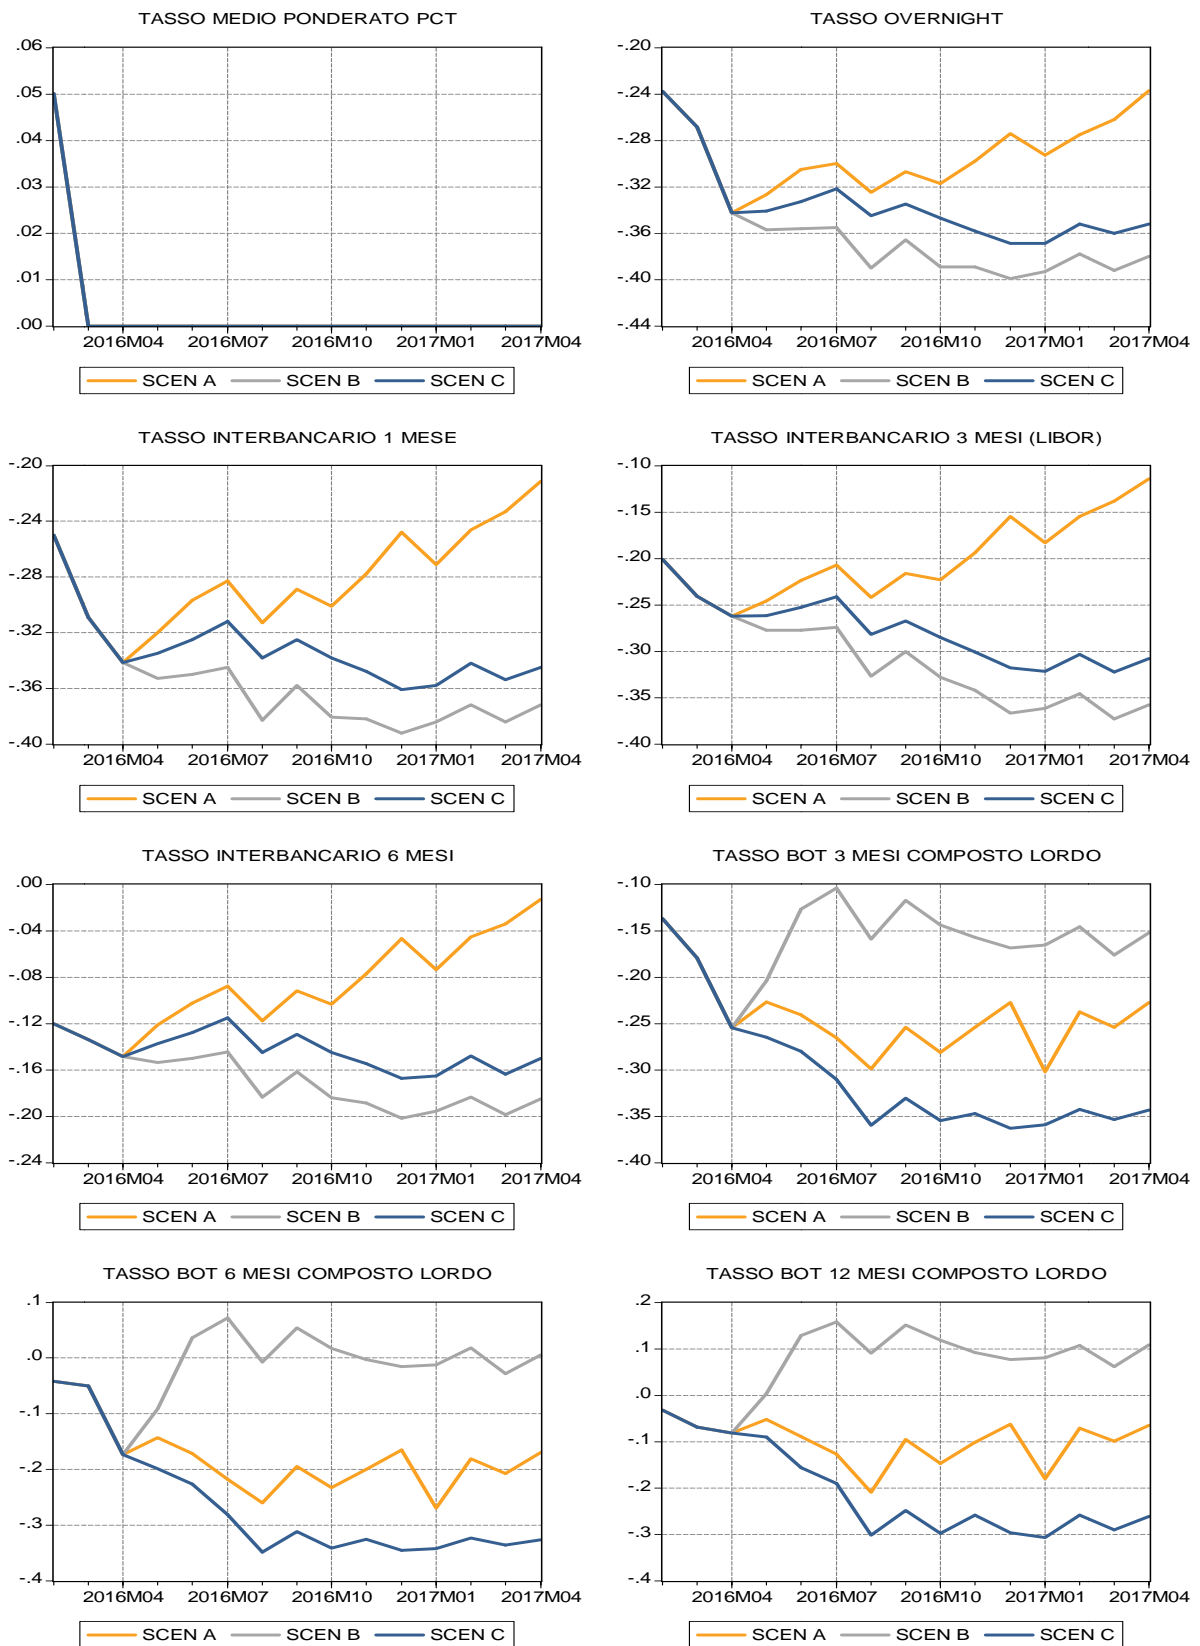 TASSO MEDIO PONDERATO PCT
.06
.05
.04
.03
.02
.01
.00
2016M04 2016M07 2016M10 2017M01 2017M04
SCEN A SCEN B SCEN C
TASSO OVERNIGHT
-.20
-.24
-.28
-.32
-.36
-.40
-.44
2016M04 2016M07 2016M10 2017M01 2017M04
SCEN A SCEN B SCEN C
TASSO INTERBANCARIO 1 MESE
-.20
-.24
-.28
-.32
-.36
-.40
2016M04 2016M07 2016M10 2017M01 2017M04
SCEN A SCEN B SCEN C
TASSO INTERBANCARIO 3 MESI (LIBOR)
-.10
-.15
-.20
-.25
-.30
-.35
-.40
2016M04 2016M07 2016M10 2017M01 2017M04
SCEN A SCEN B SCEN C
TASSO INTERBANCARIO 6 MESI
.00
-.04
-.08
-.12
-.16
-.20
-.24
2016M04 2016M07 2016M10 2017M01 2017M04
SCEN A SCEN B SCEN C
TASSO BOT 3 MESI COMPOSTO LORDO
-.10
-.15
-.20
-.25
-.30
-.35
-.40
2016M04 2016M07 2016M10 2017M01 2017M04
SCEN A SCEN B SCEN C
TASSO BOT 6 MESI COMPOSTO LORDO
.1
.0
-.1
-.2
-.3
-.4
2016M04 2016M07 2016M10 2017M01 2017M04
SCEN A SCEN B SCEN C
TASSO BOT 12 MESI COMPOSTO LORDO
.2
.1
.0
-.1
-.2
-.3
-.4
2016M04 2016M07 2016M10 2017M01 2017M04
SCEN A SCEN B SCEN C